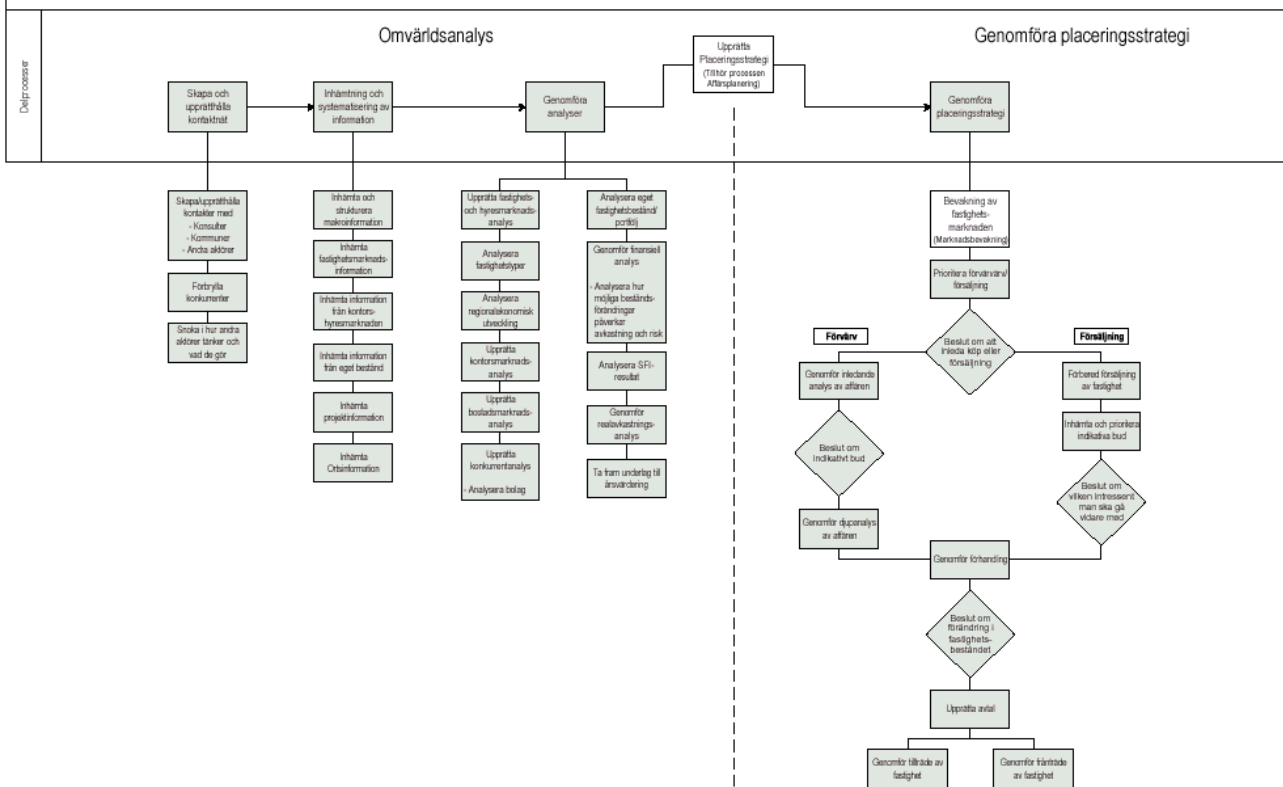 Omvärldsanalys
Genomföra placeringsstrategi
Delprocesser
Skapa och
upprätthålla
kontaktnät
Inhämtning och
systematisering av
information
Genomföra
analyser
Upprätta
Placeringsstrategi
(Tillhör processen
Affärsplanering)
Genomföra
placeringsstrategi
Skapa/upprätthålla
kontakter med
- Konsulter
- Kommuner
- Andra aktörer
Förbrylla
konkurrenter
Snoka i hur andra
aktörer tänker och
vad de gör
Inhämta och
strukturera
makroinformation
Inhämta
fastighetsmarknads-
information
Inhämta information
från kontors-
hyresmarknaden
Inhämta information
från eget bestånd
Inhämta
projektinformation
Inhämta
Ortsinformation
Upprätta fastighets-
och hyresmarknads-
analys
Analysera
fastighetstyper
Analysera
regionalekonomisk
utveckling
Upprätta
kontorsmarknads-
analys
Upprätta
bostadsmarknads-
analys
Upprätta
konkurrentanalys
- Analysera bolag
Analysera eget
fastighetsbestånd/
portfölj
Genomför finansiell
analys
- Analysera hur
möjliga bestånds-
förändringar
påverkar
avkastning och risk
Analysera SFI-
resultat
Genomför
realavkastnings-
analys
Ta fram underlag till
årsvärdering
Bevakning av
fastighets-
marknaden
(Marknadsbevakning)
Prioritera förvärvarv/
försäljning
Beslut om att
inleda köp eller
försäljning
Förvärv
Genomför inledande
analys av affären
Beslut om
indikativt bud
Genomför djupanalys
av affären
Försäljning
Förbered försäljning
av fastighet
Inhämta och prioritera
indikativa bud
Beslut om
vilken intressent
man ska gå
vidare med
Genomför förhandling
Beslut om
förändring i
fastighets-
beståndet
Upprätta avtal
Genomför tillträde av
fastighet
Genomför frånträde
av fastighet